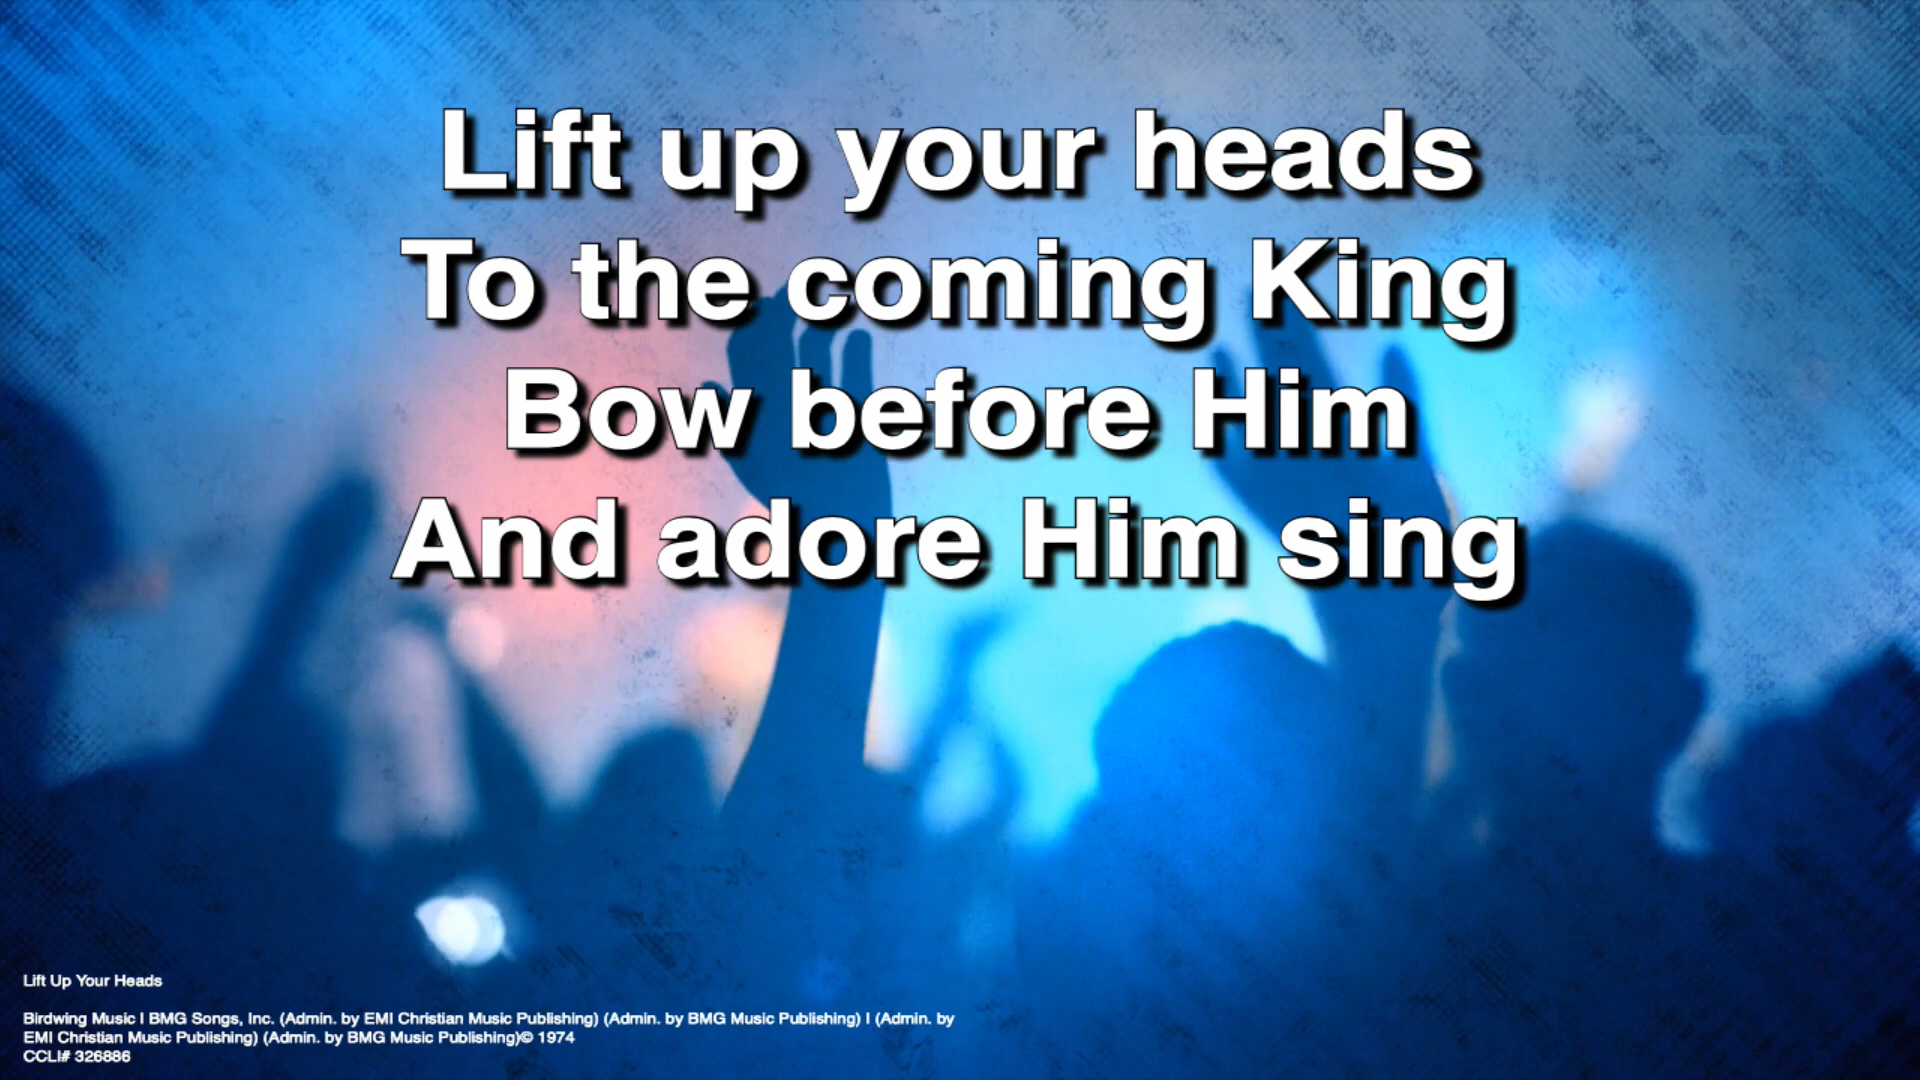 Lift up your heads
To the coming King
Bow before Him
And adore Him sing
Lift Up Your Heads
Birdwing Music | BMG Songs, Inc. (Admin. by EMI Christian Music Publishing) (Admin. by BMG Music Publishing) | (Admin. by
EMI Christian Music Publishing) (Admin. by BMG Music Publishing)© 1974
CCLI# 326886